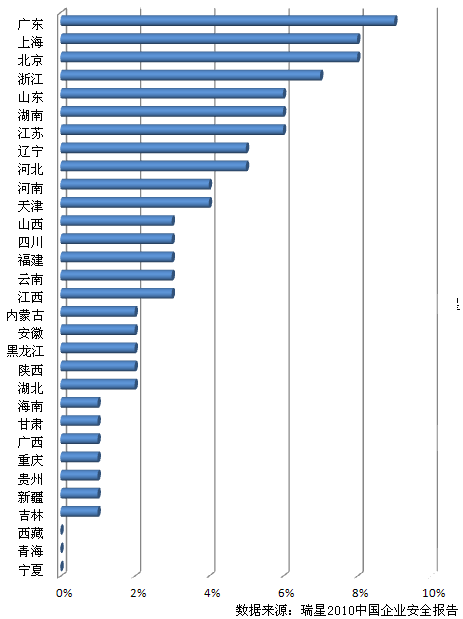 广东
上海
北京
浙江
山东
湖南
江苏
辽宁
河北
河南
天津
山西
四川
福建
云南
江西
内蒙古
安徽
黑龙江
陕西
湖北
海南
甘肃
广西
重庆
贵州
新疆
吉林
西藏
青海
宁夏
0% 2% 4% 6% 8% 10%
数据来源：瑞星2010中国企业安全报告